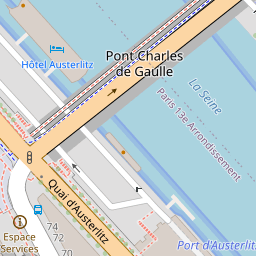 Pont Charles
de Gaulle
Hôtel Austerlitz
La Seine
Paris 13e Arrondissement
Quai d'Austerlitz
Espace
Services
74
72
70
Port d'Austerlitz